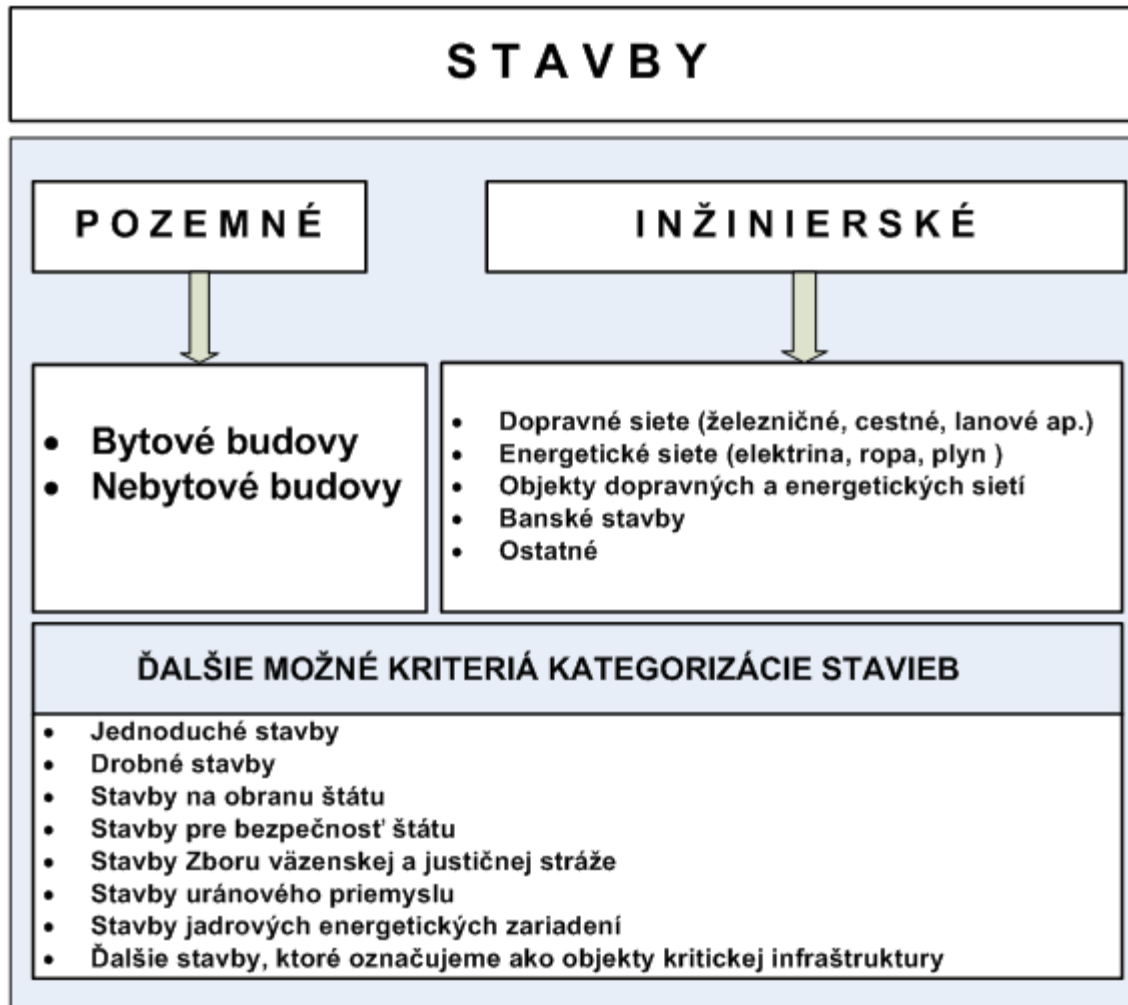 S T A V B Y
P O Z E M N É
I N Ž I N I E R S K É
• Bytové budovy
• Nebytové budovy
• Dopravné siete (železničné, cestné, lanové ap.)
• Energetické siete (elektrina, ropa, plyn )
• Objekty dopravných a energetických sietí
• Banské stavby
• Ostatné
ĎALŠIE MOŽNÉ KRITERIÁ KATEGORIZÁCIE STAVIEB
• Jednoduché stavby
• Drobné stavby
• Stavby na obranu štátu
• Stavby pre bezpečnosť štátu
• Stavby Zboru väzenskej a justičnej stráže
• Stavby uránového priemyslu
• Stavby jadrových energetických zariadení
• Ďalšie stavby, ktoré označujeme ako objekty kritickej infraštruktury